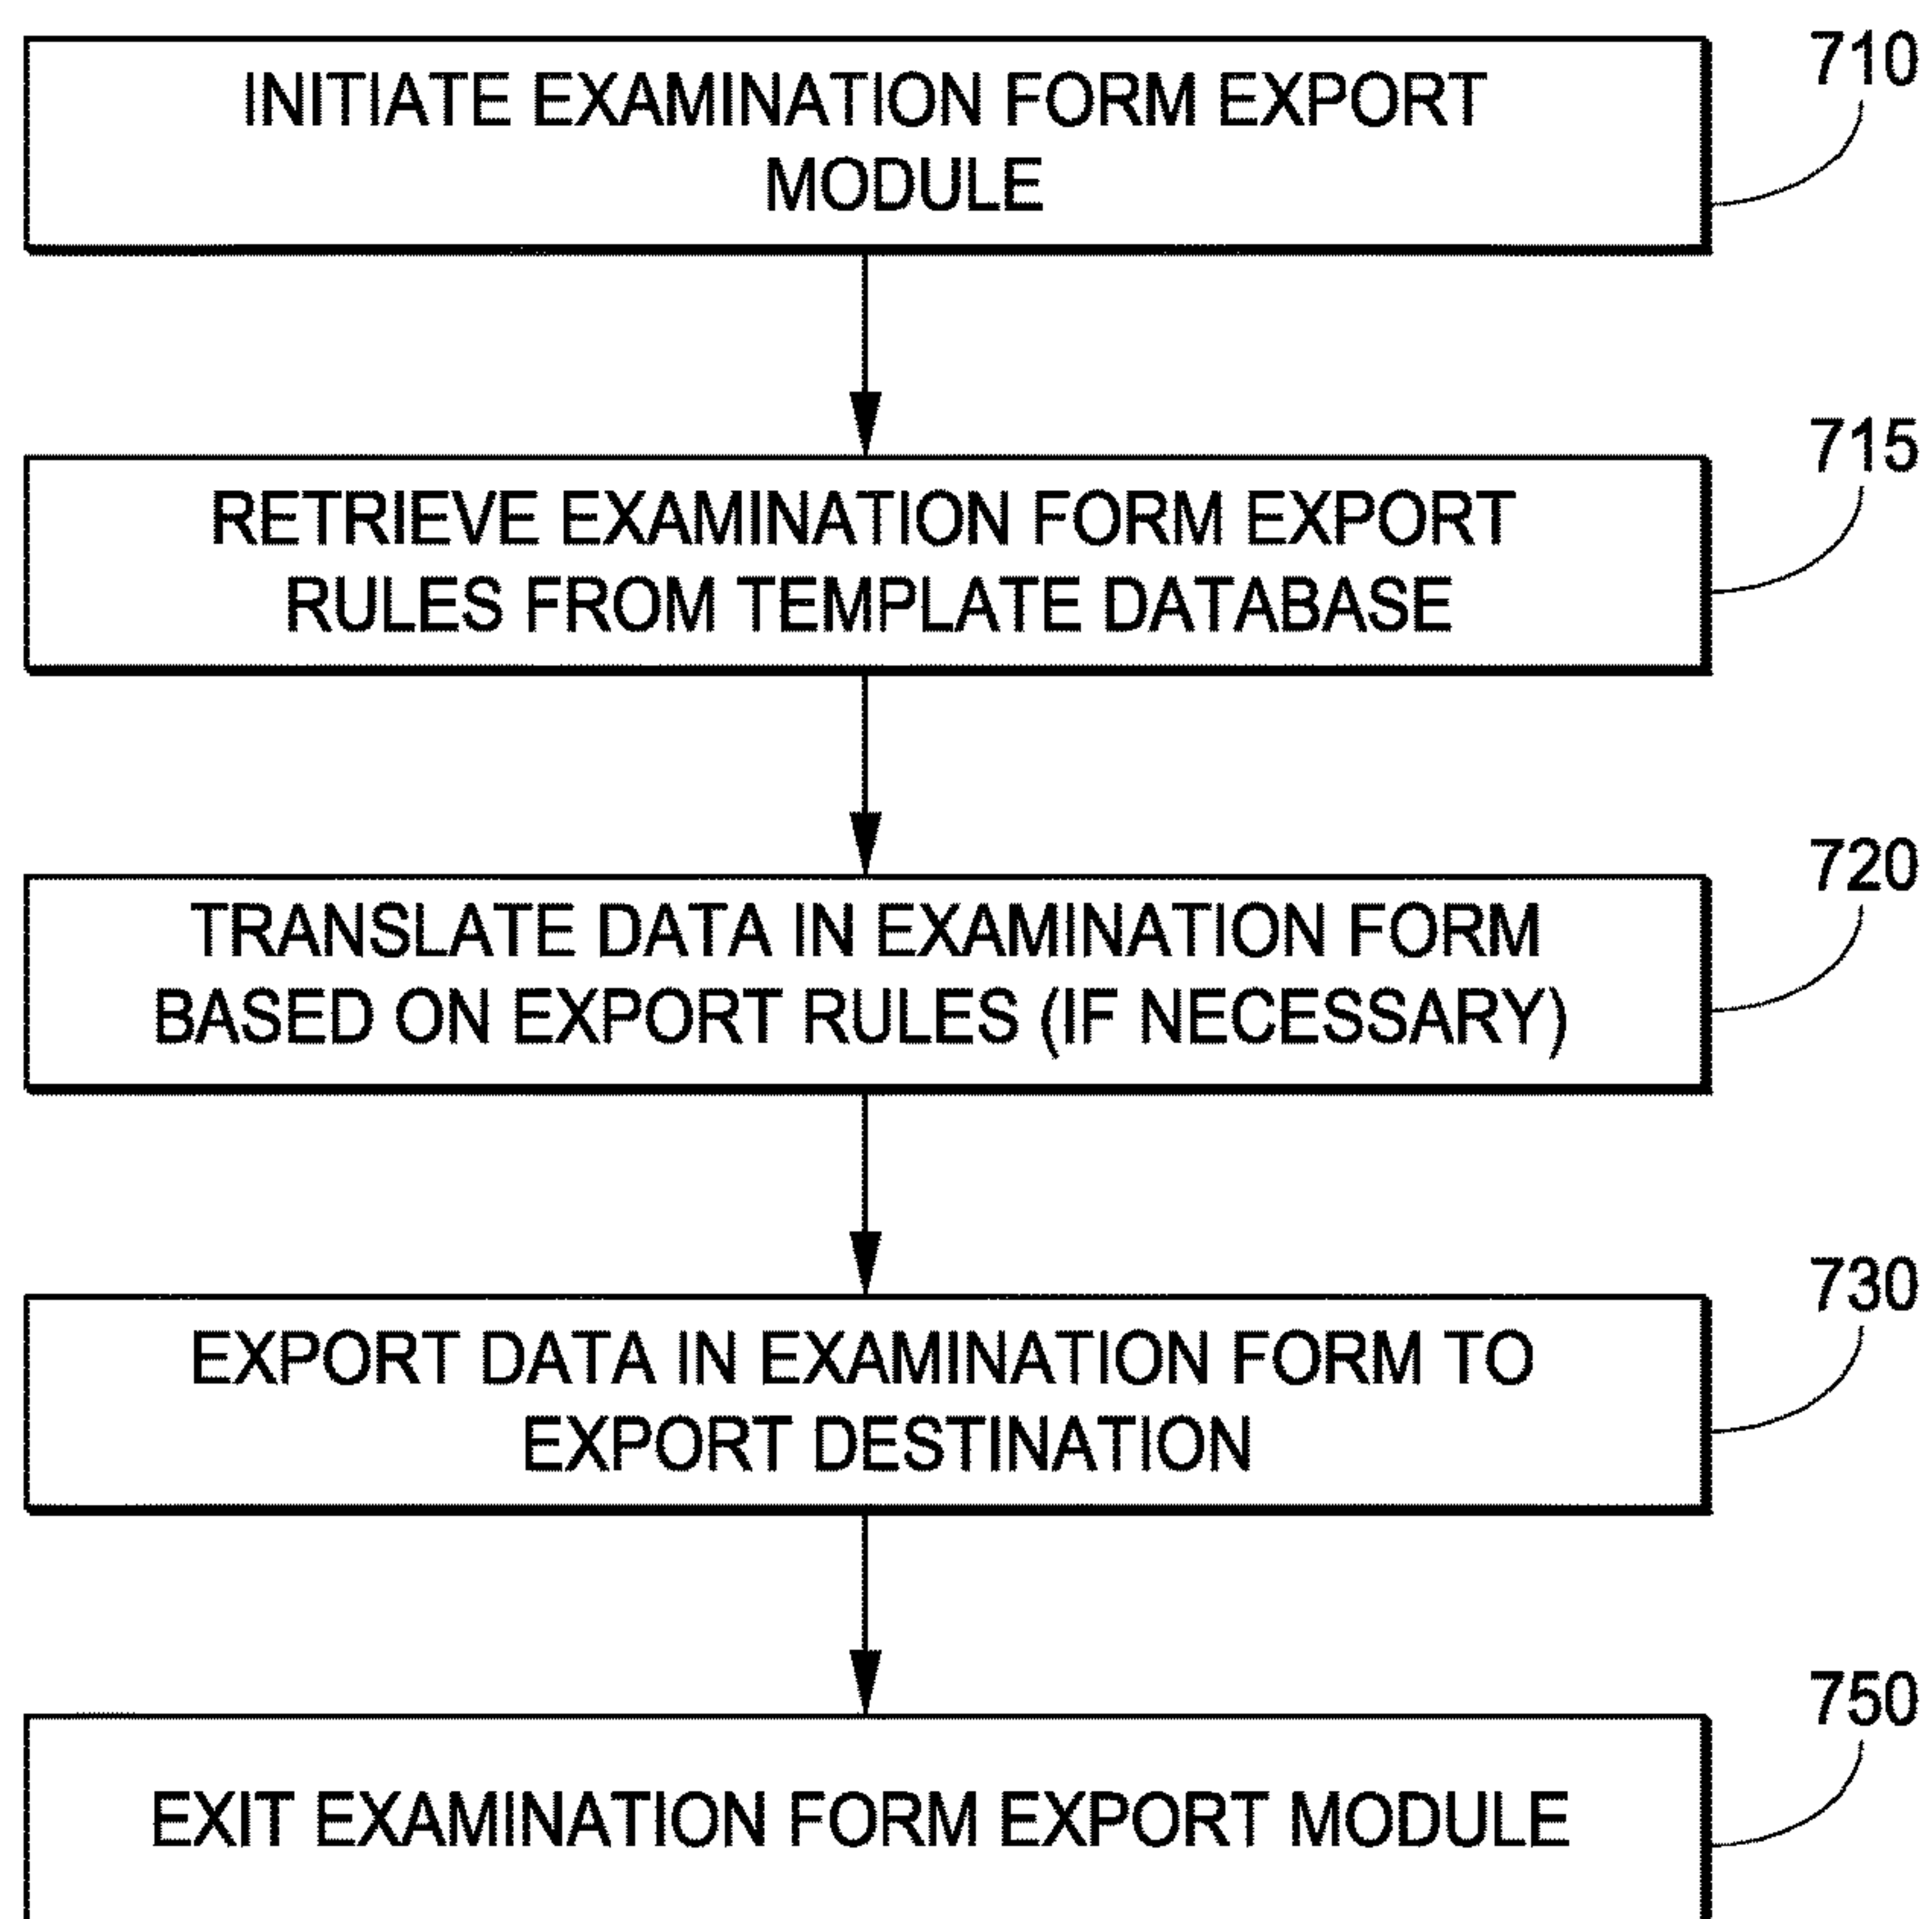 710
INITIATE EXAMINATION FORM EXPORT
MODULE
715
RETRIEVE EXAMINATION FORM EXPORT
RULES FROM TEMPLATE DATABASE
720
TRANSLATE DATA IN EXAMINATION FORM
BASED ON EXPORT RULES (IF NECESSARY)
730
EXPORT DATA IN EXAMINATION FORM TO
EXPORT DESTINATION
750
EXIT EXAMINATION FORM EXPORT MODULE